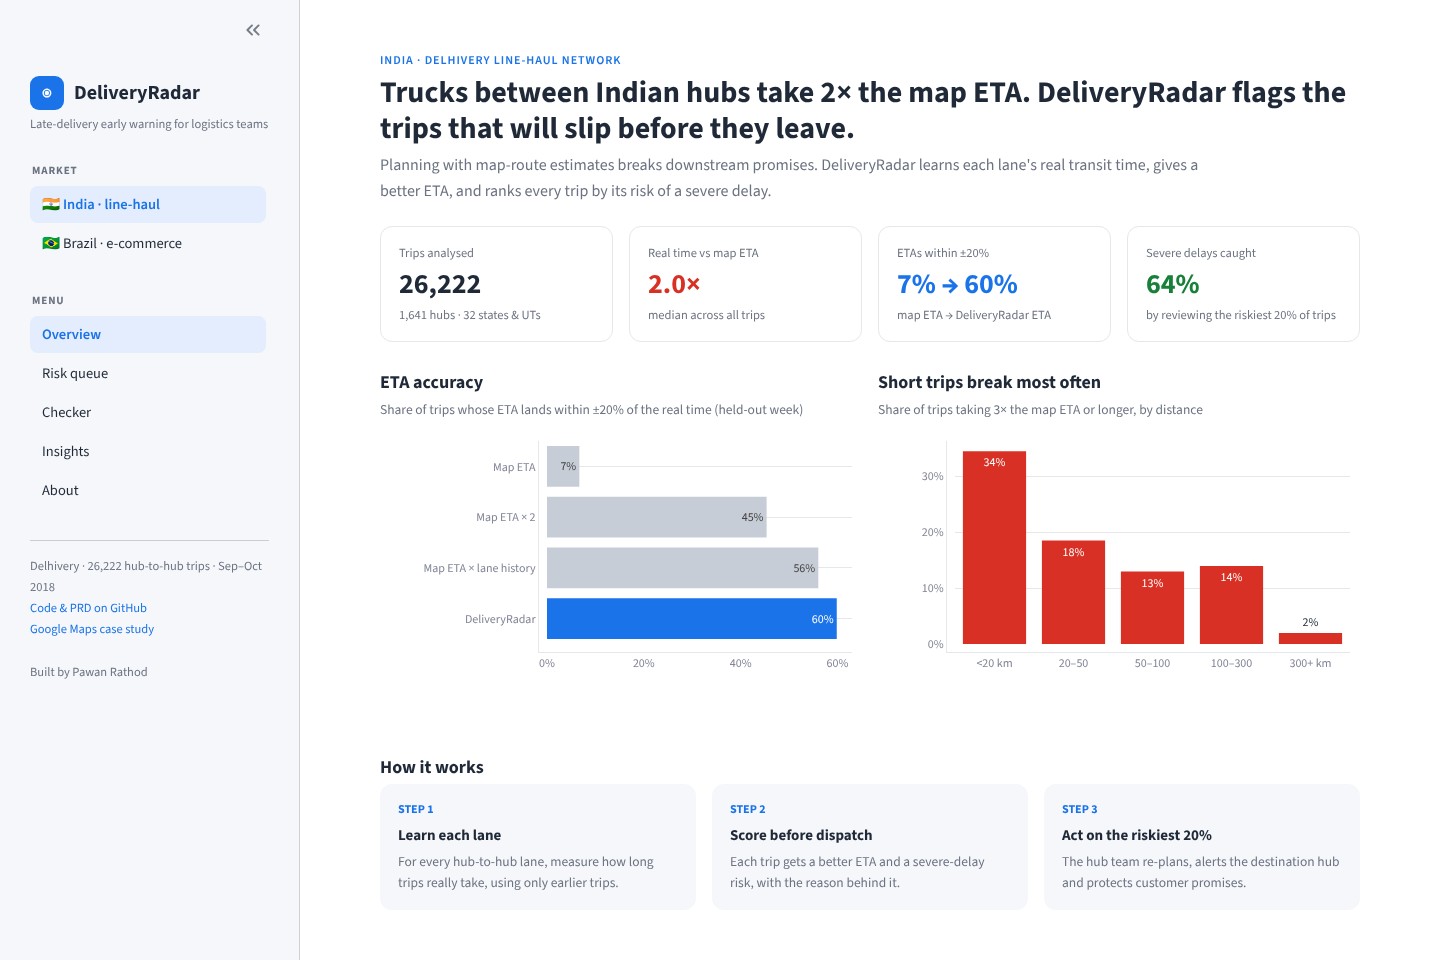 DeliveryRadar
Late-delivery early warning for logistics teams
MARKET
🇮🇳 India · line-haul
🇧🇷 Brazil · e-commerce
MENU
Overview
Risk queue
Checker
Insights
About
Delhivery · 26,222 hub-to-hub trips · Sep–Oct
2018
Code & PRD on GitHub
Google Maps case study
Built by Pawan Rathod
INDIA · DELHIVERY LINE-HAUL NETWORK
Trucks between Indian hubs take 2× the map ETA. DeliveryRadar flags the
trips that will slip before they leave.
Planning with map-route estimates breaks downstream promises. DeliveryRadar learns each lane's real transit time, gives a
better ETA, and ranks every trip by its risk of a severe delay.
Trips analysed
26,222
1,641 hubs · 32 states & UTs
Real time vs map ETA
2.0×
median across all trips
ETAs within ±20%
7% → 60%
map ETA → DeliveryRadar ETA
Severe delays caught
64%
by reviewing the riskiest 20% of trips
ETA accuracy
Share of trips whose ETA lands within ±20% of the real time (held-out week)
Map ETA 7%
Map ETA × 2 45%
Map ETA × lane history 56%
DeliveryRadar 60%
0% 20% 40% 60%
Short trips break most often
Share of trips taking 3× the map ETA or longer, by distance
30%
20%
10%
0%
34% 18% 13% 14% 2%
<20 km 20–50 50–100 100–300 300+ km
How it works
STEP 1
Learn each lane
For every hub-to-hub lane, measure how long
trips really take, using only earlier trips.
STEP 2
Score before dispatch
Each trip gets a better ETA and a severe-delay
risk, with the reason behind it.
STEP 3
Act on the riskiest 20%
The hub team re-plans, alerts the destination hub
and protects customer promises.